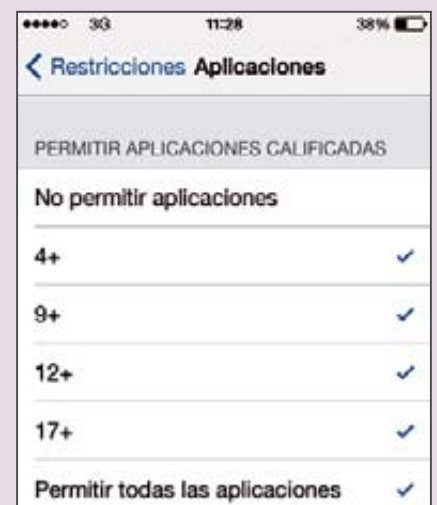 3G 11:28 38%
Restricciones Aplicaciones
PERMITIR APLICACIONES CALIFICADAS
No permitir aplicaciones
4+
9+
12+
17+
Permitir todas las aplicaciones